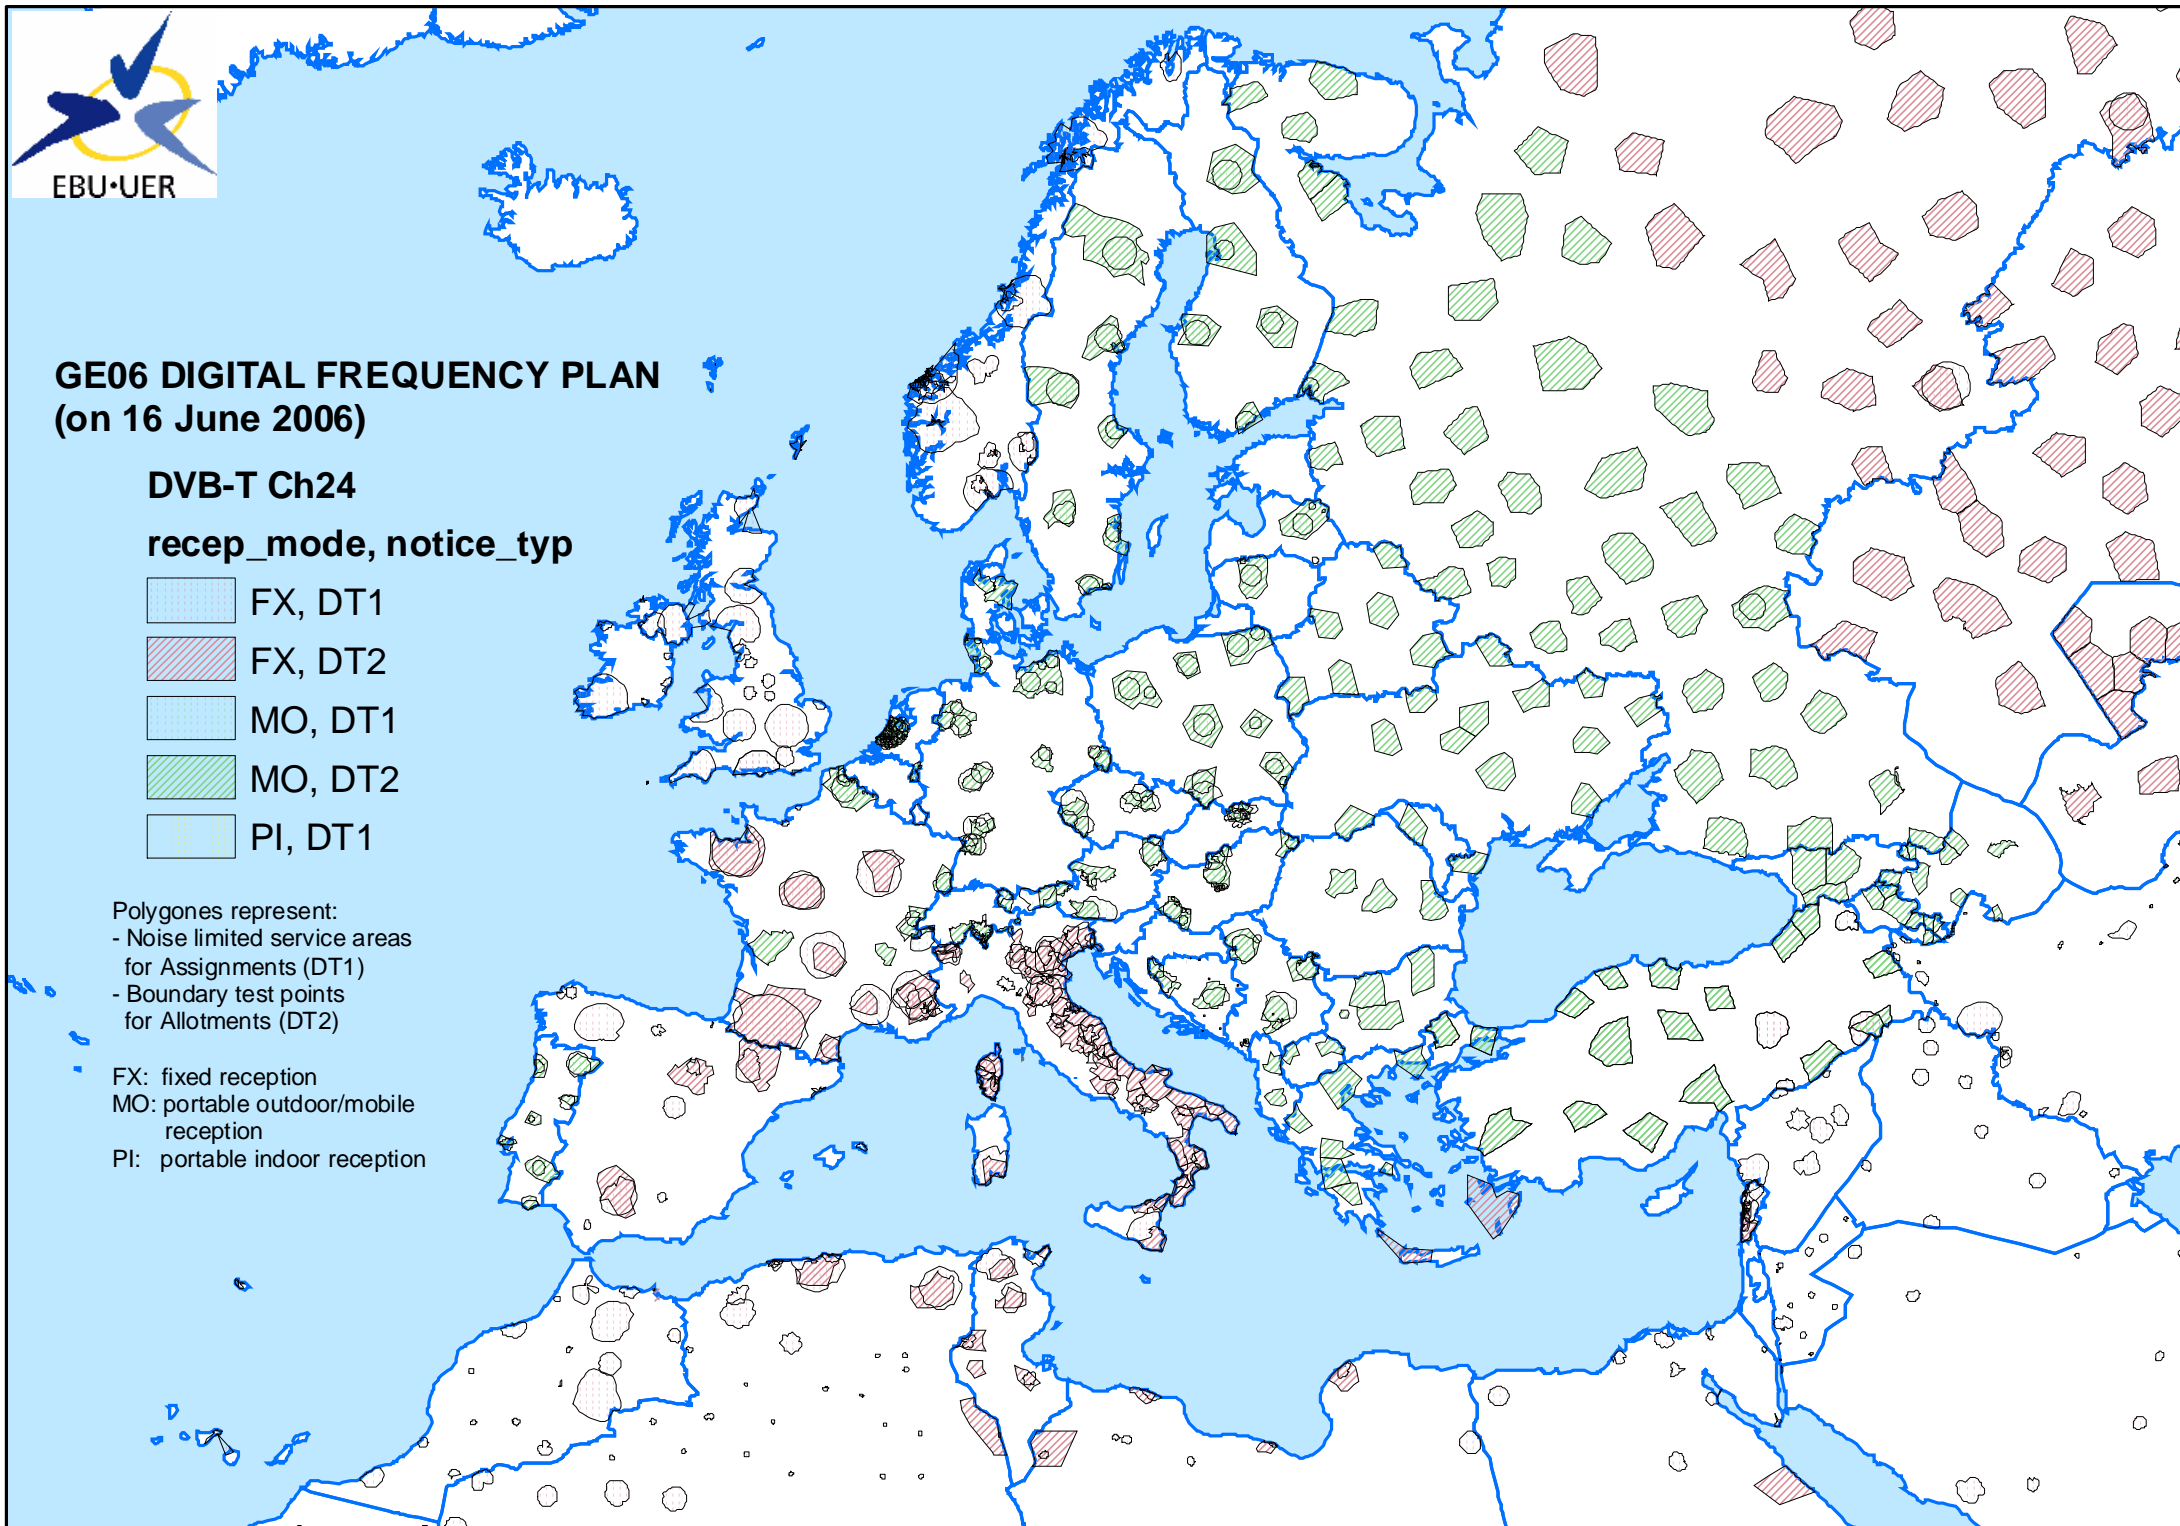 EBU·UER
GE06 DIGITAL FREQUENCY PLAN
(on 16 June 2006)
DVB-T Ch24
recep_mode, notice_typ
FX, DT1
FX, DT2
MO, DT1
MO, DT2
PI, DT1
Polygones represent:
- Noise limited service areas
for Assignments (DT1)
- Boundary test points
for Allotments (DT2)
FX: fixed reception
MO: portable outdoor/mobile
reception
PI: portable indoor reception